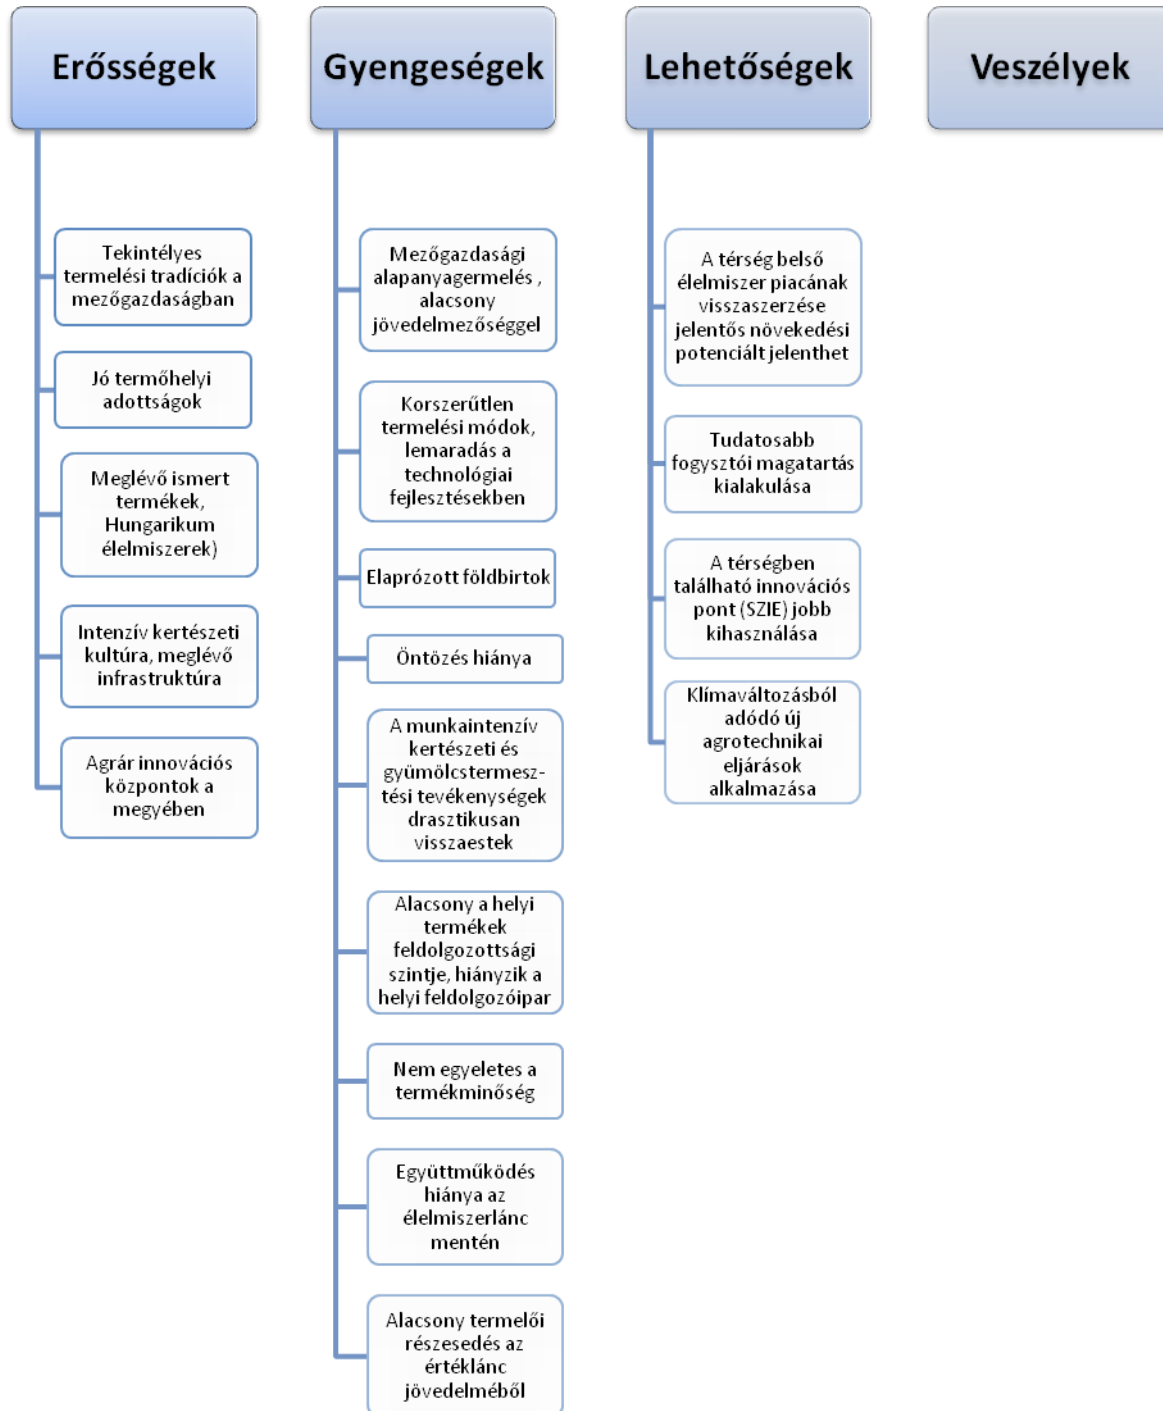 Erősségek
Tekintélyes
termelési tradíciók a
mezőgazdaságban
Jó termőhelyi
adottságok
Meglévő ismert
termékek,
Hungarikum
élelmiszerek)
Intenzív kertészeti
kultúra, meglévő
infrastruktúra
Agrár innovációs
központok a
megyében
Gyengeségek
Mezőgazdasági
alapanyagermelés ,
alacsony
jövedelmezőséggel
Korszerűtlen
termelési módok,
lemaradás a
technológiai
fejlesztésekben
Elaprózott földbirtok
Öntözés hiánya
A munkaintenzív
kertészeti és
gyümölcstermesz-
tési tevékenységek
drasztikusan
visszaestek
Alacsony a helyi
termékek
feldolgozottsági
szintje, hiányzik a
helyi feldolgozóipar
Nem egyeletes a
termékminőség
Együttműködés
hiánya az
élelmiszerlánc
mentén
Alacsony termelői
részesedés az
értéklánc
jövedelméből
Lehetőségek
A térség belső
élelmiszer piacának
visszaszerzése
jelentős növekedési
potenciált jelenthet
Tudatosabb
fogysztói magatartás
kialakulása
A térségben
található innovációs
pont (SZIE) jobb
kihasználása
Klímaváltozásból
adódó új
agrotechnikai
eljárások
alkalmazása
Veszélyek